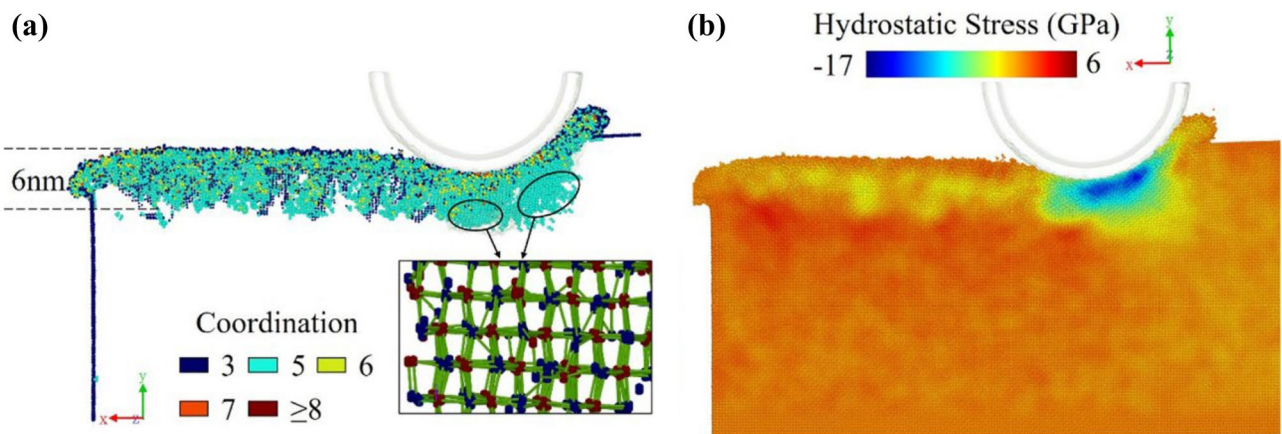 (a)
6nm
Coordination
3 5 6
7 ≥8
y
x z
(b)
Hydrostatic Stress (GPa)
-17 6
y
x z